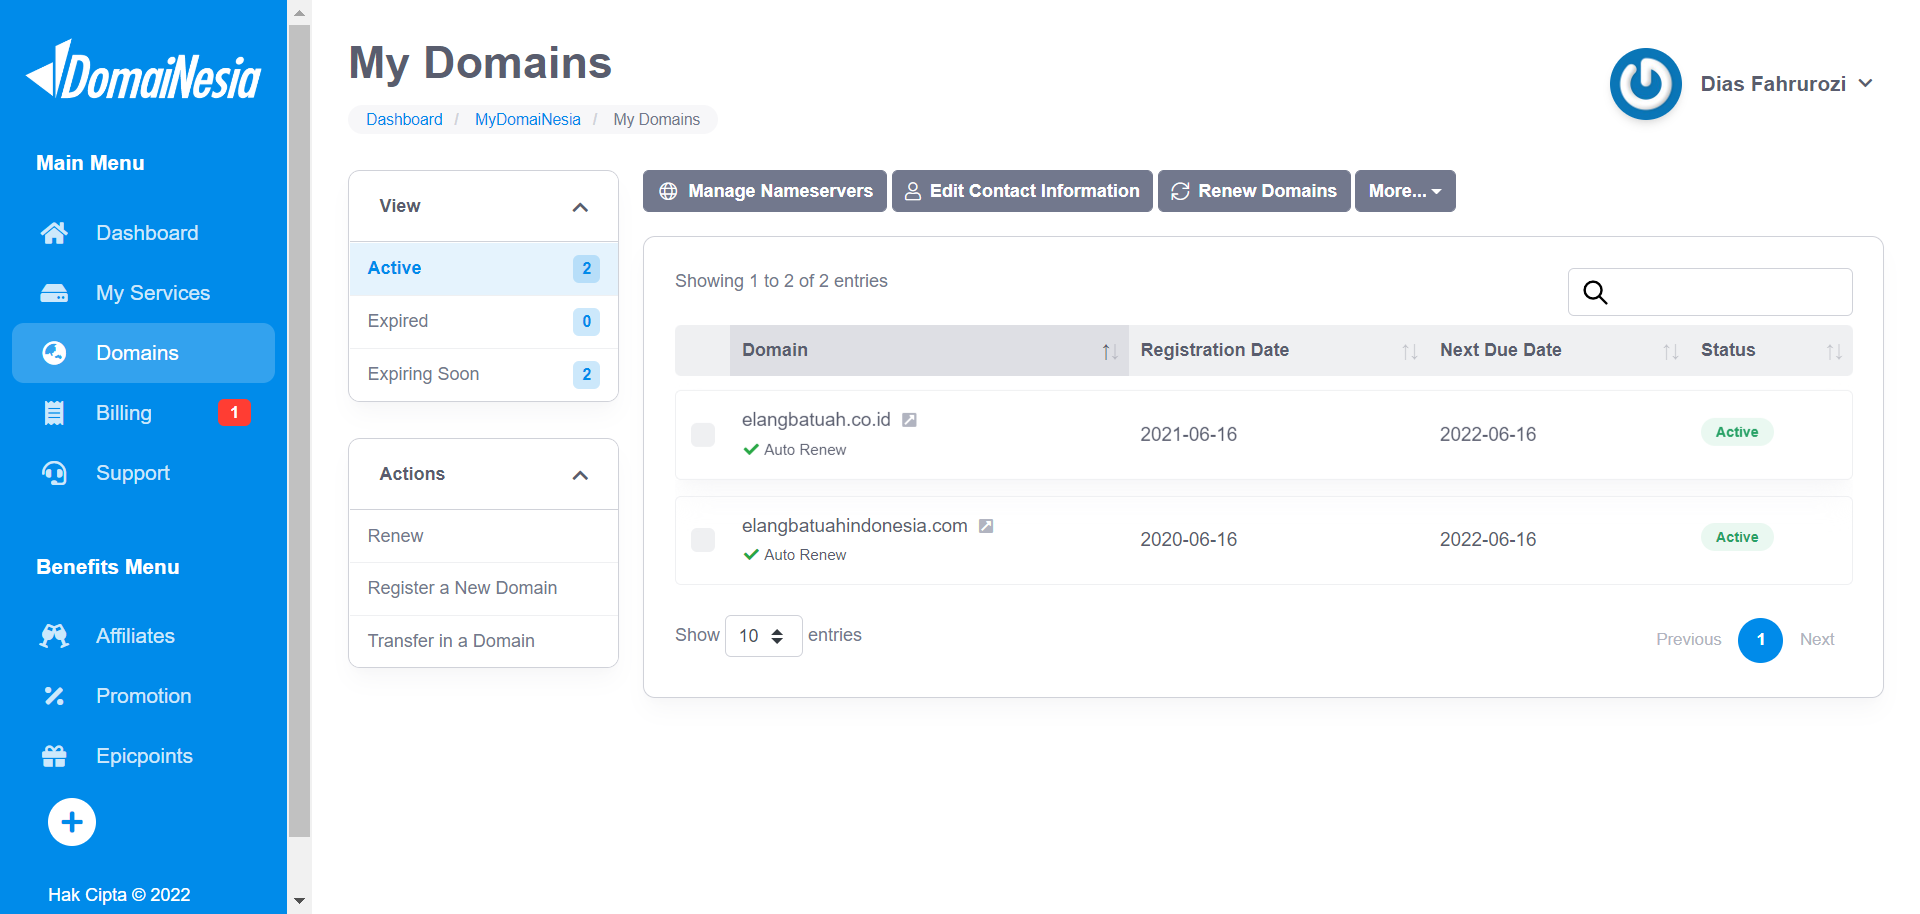 DomaiNesia
Main Menu
Dashboard
My Services
Domains
Billing 1
Support
Benefits Menu
Affiliates
Promotion
Epicpoints
Hak Cipta © 2022
My Domains
Dashboard / MyDomaiNesia / My Domains
Dias Fahrurozi
View
Active 2
Expired 0
Expiring Soon 2
Actions
Renew
Register a New Domain
Transfer in a Domain
Manage Nameservers Edit Contact Information Renew Domains More...
Showing 1 to 2 of 2 entries
Domain Registration Date Next Due Date Status
elangbatuah.co.id
Auto Renew
2021-06-16 2022-06-16 Active
elangbatuahindonesia.com
Auto Renew
2020-06-16 2022-06-16 Active
Show 10 entries
Previous 1 Next